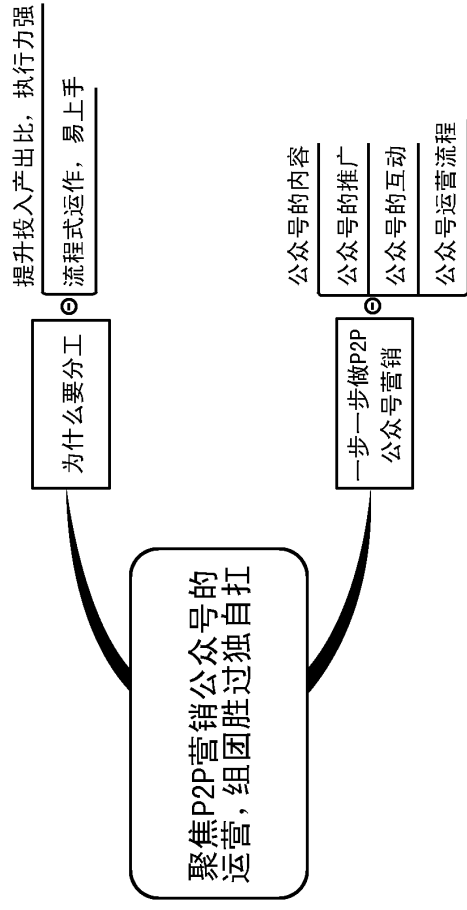 聚焦P2P营销公众号的
运营，组团胜过独自扛
为什么要分工
提升投入产出比，执行力强
流程式运作，易上手
一步一步做P2P
公众号营销
公众号的内容
公众号的推广
公众号的互动
公众号运营流程